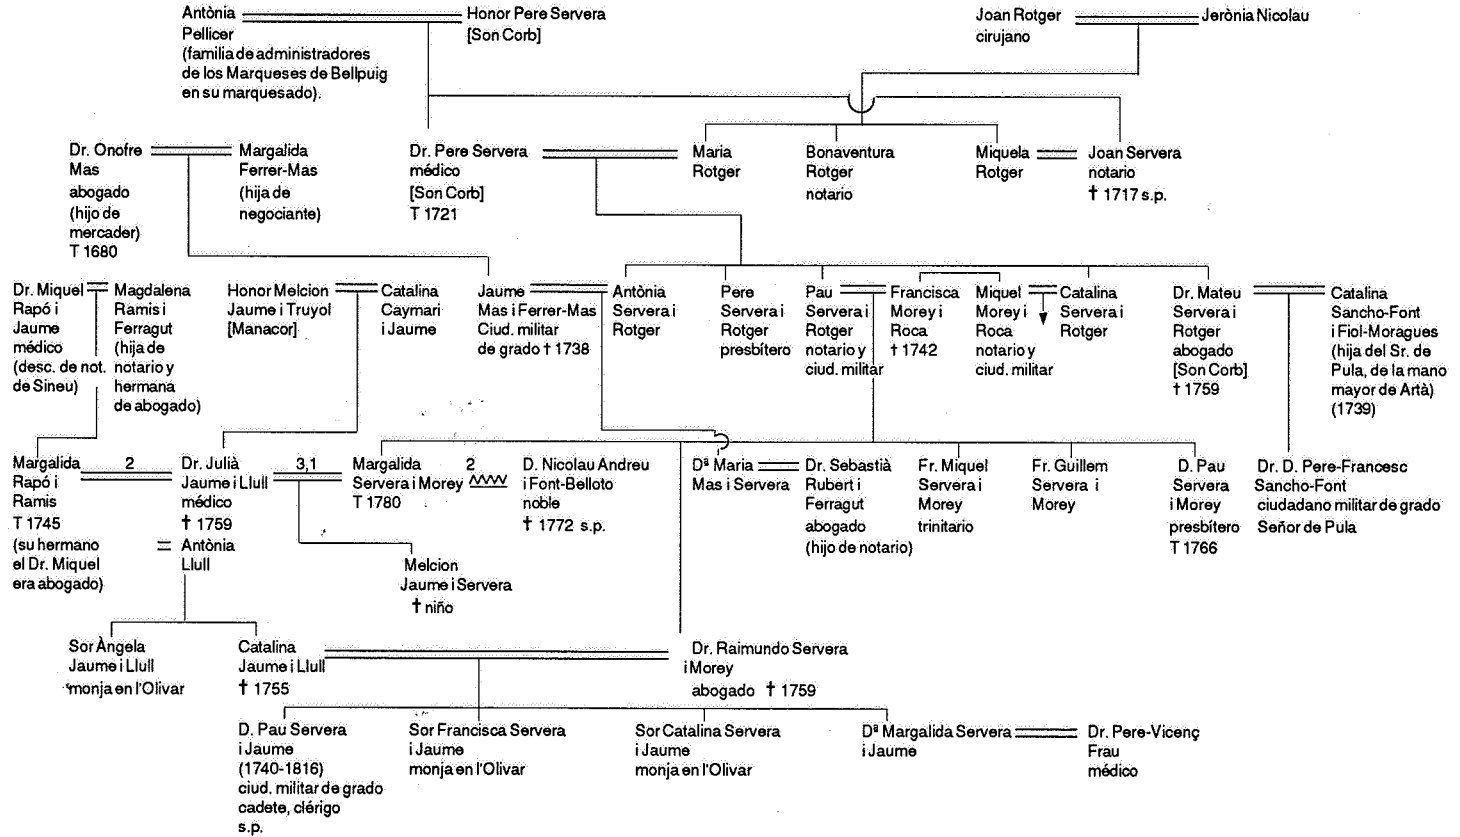 Antònia
Pellicer
(familia de administradores
de los Marqueses de Bellpuig
en su marquesado).
Honor Pere Servera
[Son Corb]
Joan Rotger
cirujano
Jerònia Nicolau
Dr. Onofre
Mas
abogado
(hijo de
mercader)
T 1680
Margalida
Ferrer-Mas
(hija de
negociante)
Dr. Pere Servera
médico
[Son Corb]
T 1721
Maria
Rotger
Bonaventura
Rotger
notario
Miquela
Rotger
Joan Servera
notario
✝ 1717 s.p.
Dr. Miquel
Rapó i
Jaume
médico
(desc. de not.
de Sineu)
Magdalena
Ramis i
Ferragut
(hija de
notario y
hermana
de abogado)
Honor Melcion
Jaume i Truyol
[Manacor]
Catalina
Caymari
i Jaume
Jaume
Mas i Ferrer-Mas
Ciud. militar
de grado ✝ 1738
Antònia
Servera i
Rotger
Pere
Servera i
Rotger
presbítero
Pau
Servera i
Rotger
notario y
ciud. militar
Francisca
Morey i
Roca
✝ 1742
Miquel
Morey i
Roca
notario y
ciud. militar
Catalina
Servera i
Rotger
Dr. Mateu
Servera i
Rotger
abogado
[Son Corb]
✝ 1759
Catalina
Sancho-Font
i Fiol-Moragues
(hija del Sr. de
Pula, de la mano
mayor de Artà)
(1739)
Margalida
Rapó i
Ramis
T 1745
(su hermano
el Dr. Miquel
era abogado)
2
Dr. Julià
Jaume i Llull
médico
✝ 1759
= Antònia
Llull
3,1
Margalida
Servera i Morey
T 1780
2
D. Nicolau Andreu
i Font-Belloto
noble
✝ 1772 s.p.
Dª Maria
Mas i Servera
Dr. Sebastià
Rubert i
Ferragut
abogado
(hijo de notario)
Fr. Miquel
Servera i
Morey
trinitario
Fr. Guillem
Servera i
Morey
D. Pau
Servera
i Morey
presbítero
T 1766
Dr. D. Pere-Francesc
Sancho-Font
ciudadano militar de grado
Señor de Pula
Melcion
Jaume i Servera
✝ niño
Sor Àngela
Jaume i Llull
monja en l'Olivar
Catalina
Jaume i Llull
✝ 1755
Dr. Raimundo Servera
i Morey
abogado ✝ 1759
D. Pau Servera
i Jaume
(1740-1816)
ciud. militar de grado
cadete, clérigo
s.p.
Sor Francisca Servera
i Jaume
monja en l'Olivar
Sor Catalina Servera
i Jaume
monja en l'Olivar
Dª Margalida Servera
i Jaume
Dr. Pere-Vicenç
Frau
médico